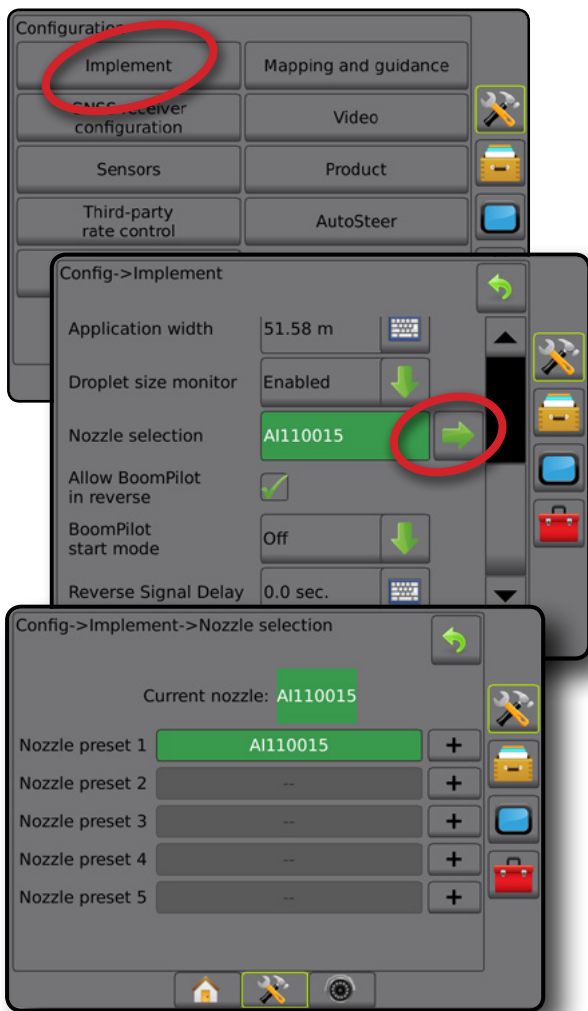 Configuration
Implement
Mapping and guidance
GNSS receiver
configuration
Video
Sensors
Product
Third-party
rate control
AutoSteer
Config->Implement
Application width
51.58 m
Droplet size monitor
Enabled
Nozzle selection
AI110015
Allow BoomPilot
in reverse
BoomPilot
start mode
Off
Reverse Signal Delay
0.0 sec.
Config->Implement->Nozzle selection
Current nozzle: AI110015
Nozzle preset 1
AI110015
+
Nozzle preset 2
--
+
Nozzle preset 3
--
+
Nozzle preset 4
--
+
Nozzle preset 5
--
+